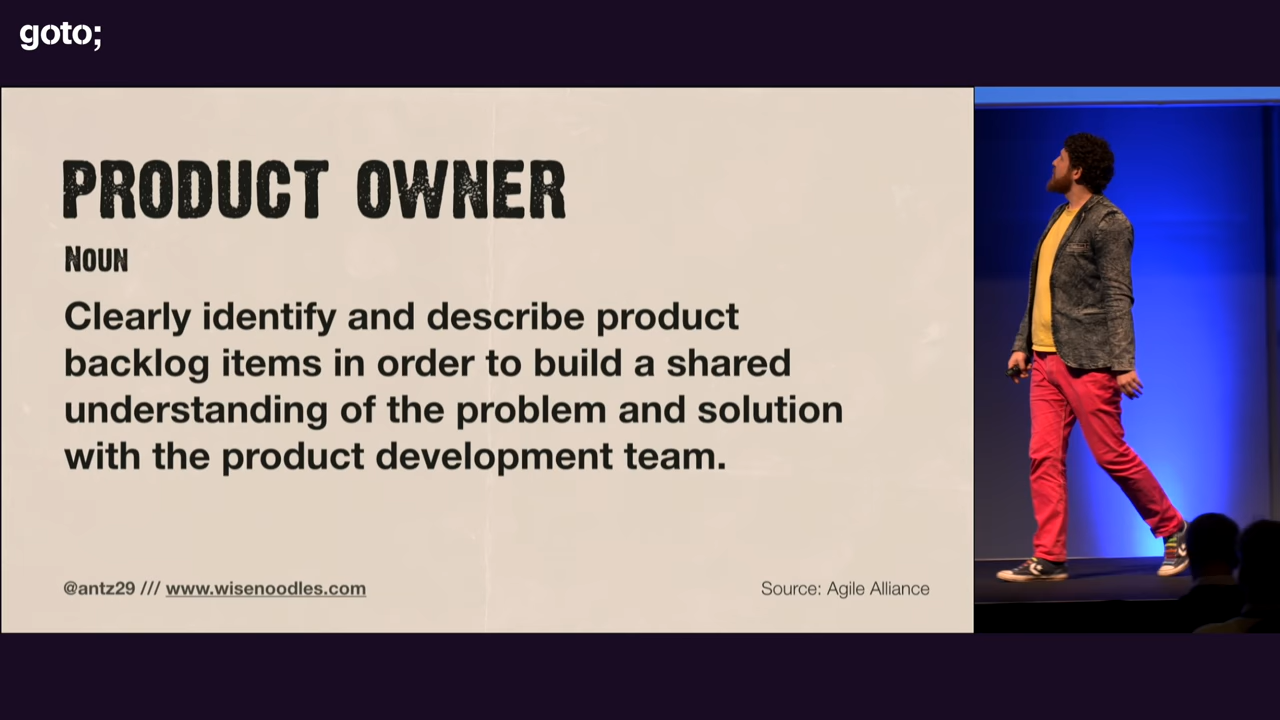 goto;
PRODUCT OWNER
NOUN
Clearly identify and describe product
backlog items in order to build a shared
understanding of the problem and solution
with the product development team.
@antz29 /// www.wisenoodles.com
Source: Agile Alliance